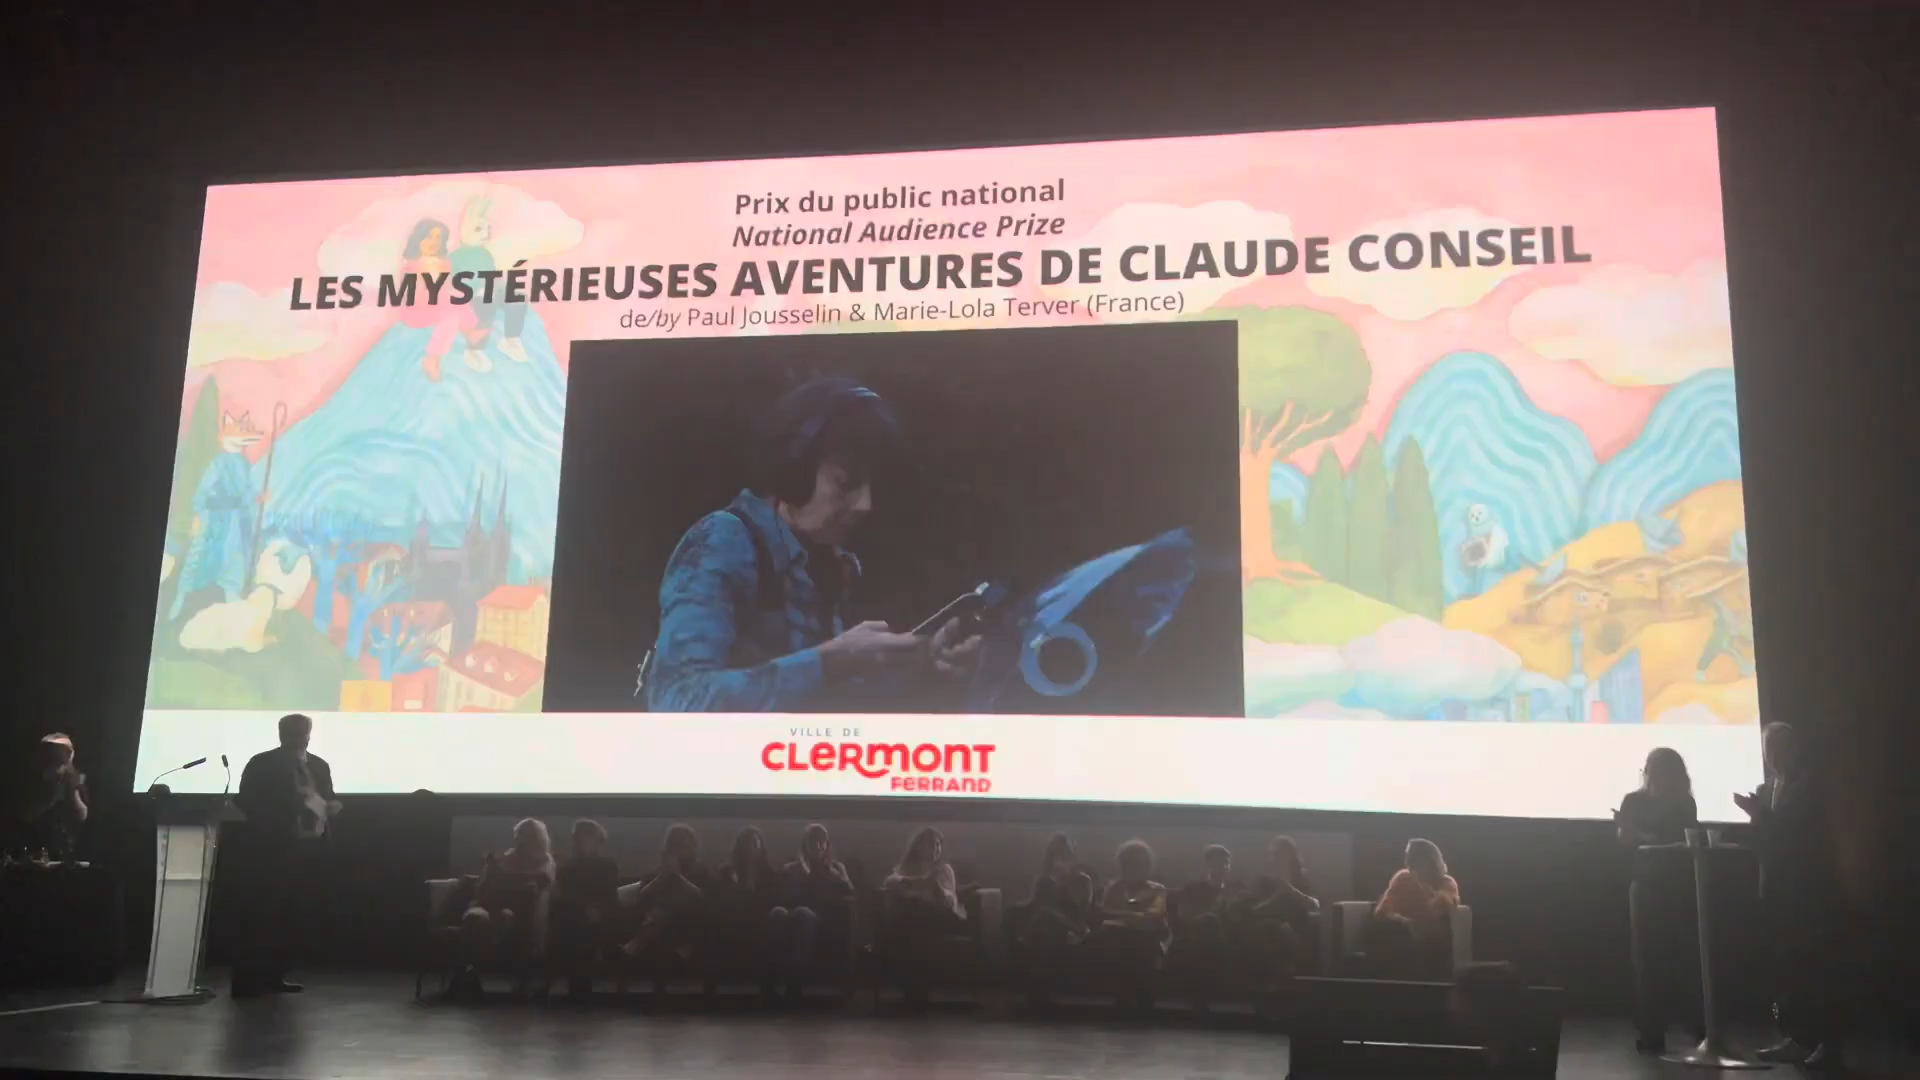 Prix du public national
National Audience Prize
LES MYSTÉRIEUSES AVENTURES DE CLAUDE CONSEIL
de/by Paul Jousselin & Marie-Lola Terver (France)
VILLE DE
CLERMONT
FERRAND